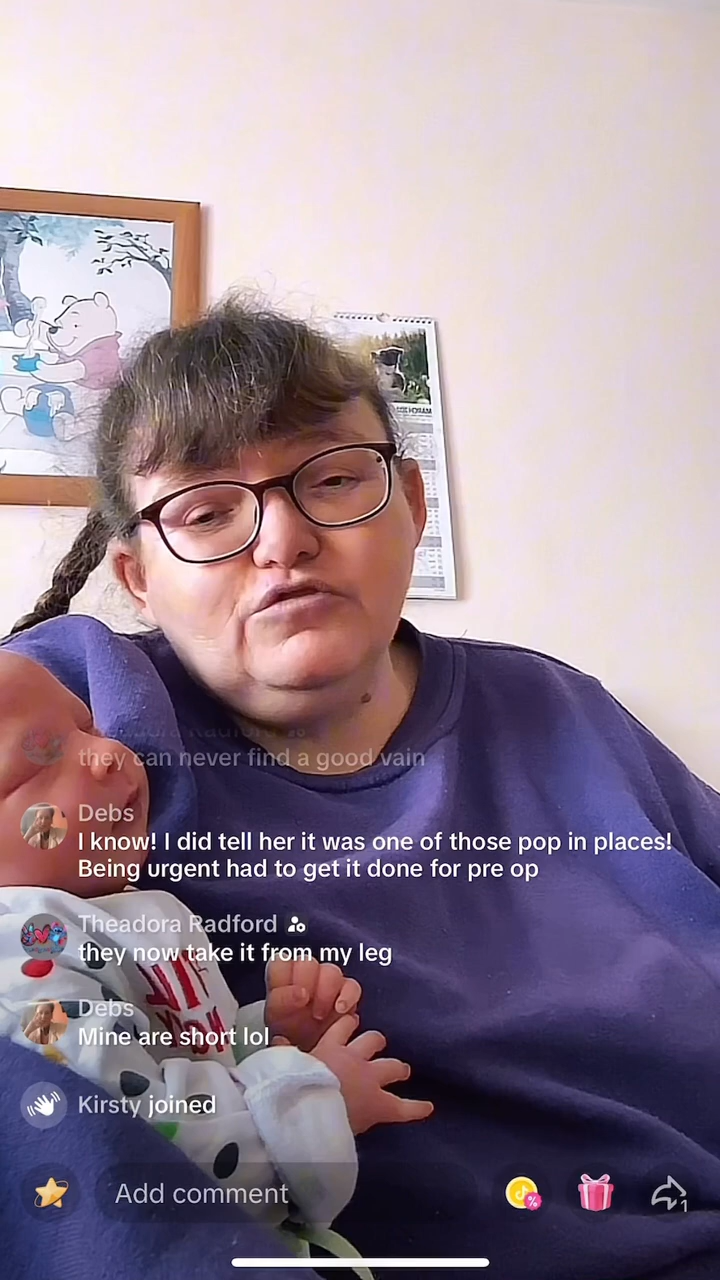 they can never find a good vain
Debs
I know! I did tell her it was one of those pop in places!
Being urgent had to get it done for pre op
Theadora Radford
they now take it from my leg
Debs
Mine are short lol
Kirsty joined
Add comment
1